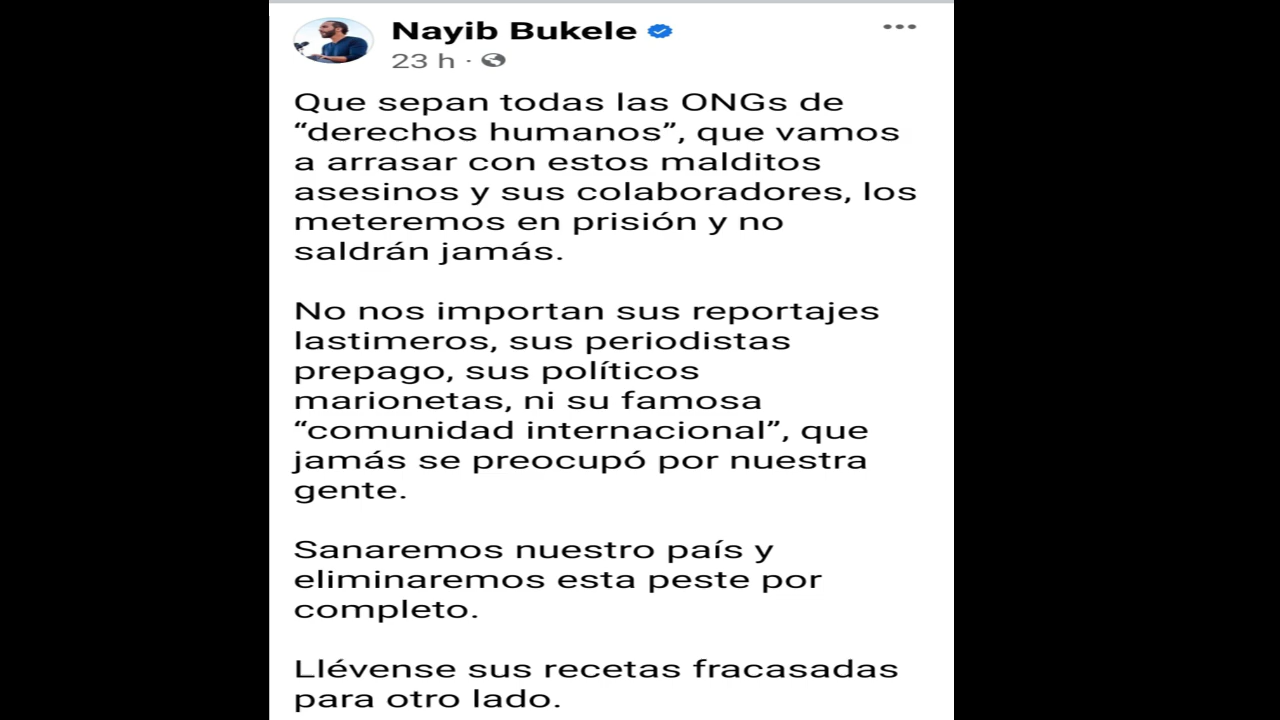 Nayib Bukele
23 h ·
Que sepan todas las ONGs de
“derechos humanos”, que vamos
a arrasar con estos malditos
asesinos y sus colaboradores, los
meteremos en prisión y no
saldrán jamás.
No nos importan sus reportajes
lastimeros, sus periodistas
prepago, sus políticos
marionetas, ni su famosa
“comunidad internacional”, que
jamás se preocupó por nuestra
gente.
Sanaremos nuestro país y
eliminaremos esta peste por
completo.
Llévense sus recetas fracasadas
para otro lado.